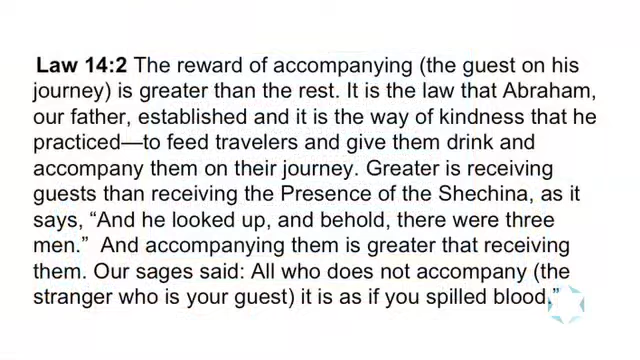 Law 14:2 The reward of accompanying (the guest on his
journey) is greater than the rest. It is the law that Abraham,
our father, established and it is the way of kindness that he
practiced—to feed travelers and give them drink and
accompany them on their journey. Greater is receiving
guests than receiving the Presence of the Shechina, as it
says, “And he looked up, and behold, there were three
men.”  And accompanying them is greater that receiving
them. Our sages said: All who does not accompany (the
stranger who is your guest) it is as if you spilled blood.”